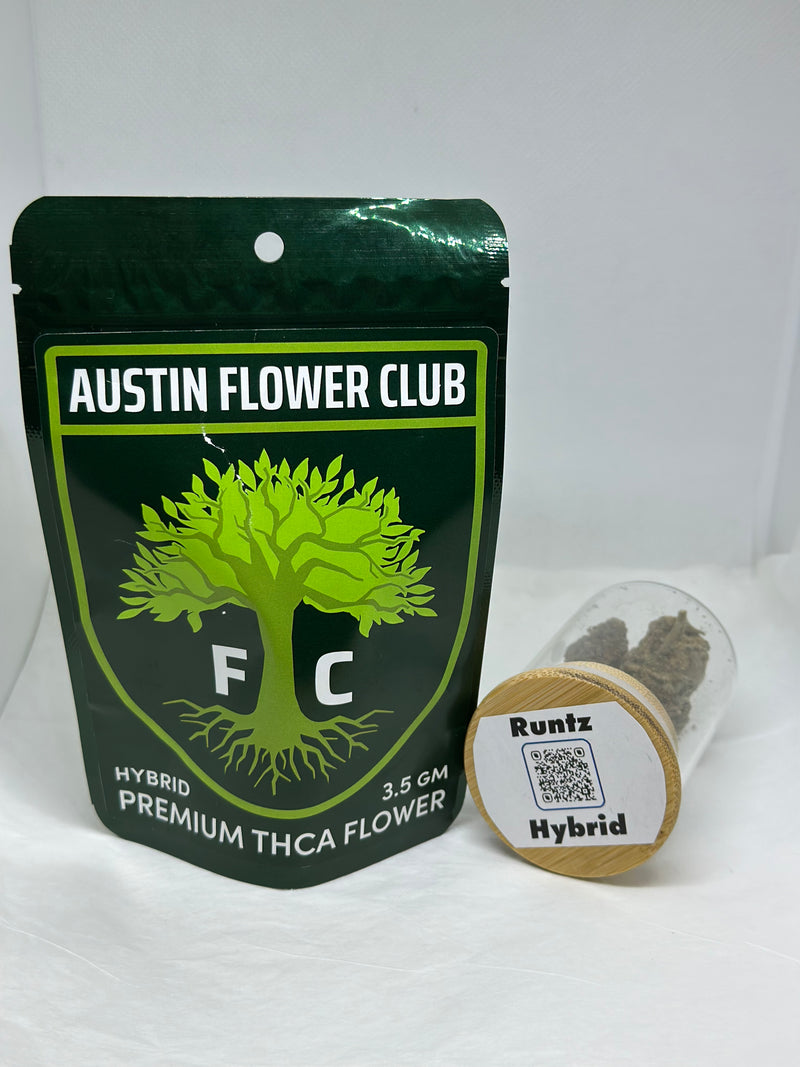 AUSTIN FLOWER CLUB
F C
HYBRID
3.5 GM
PREMIUM THCA FLOWER
Runtz
Hybrid